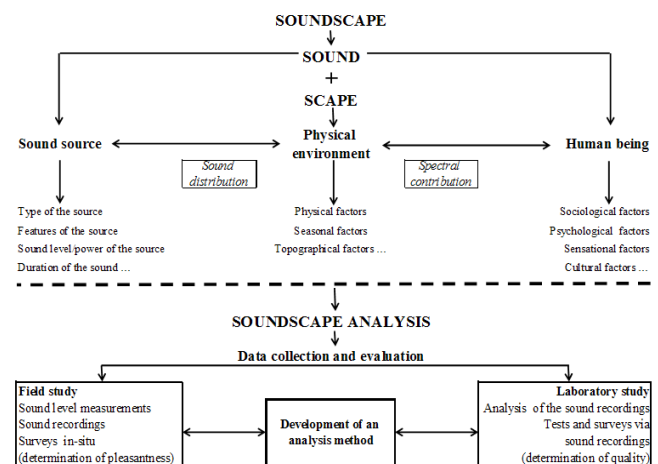 SOUNDSCAPE
SOUND
+
SCAPE
Sound source
Physical
environment
Human being
Sound
distribution
Spectral
contribution
Type of the source
Features of the source
Sound level/power of the source
Duration of the sound ...
Physical factors
Seasonal factors
Topographical factors ...
Sociological factors
Psychological factors
Sensational factors
Cultural factors ...
SOUNDSCAPE ANALYSIS
Data collection and evaluation
Field study
Sound level measurements
Sound recordings
Surveys in-situ
(determination of pleasantness)
Development of an
analysis method
Laboratory study
Analysis of the sound recordings
Tests and surveys via
sound recordings
(determination of quality)